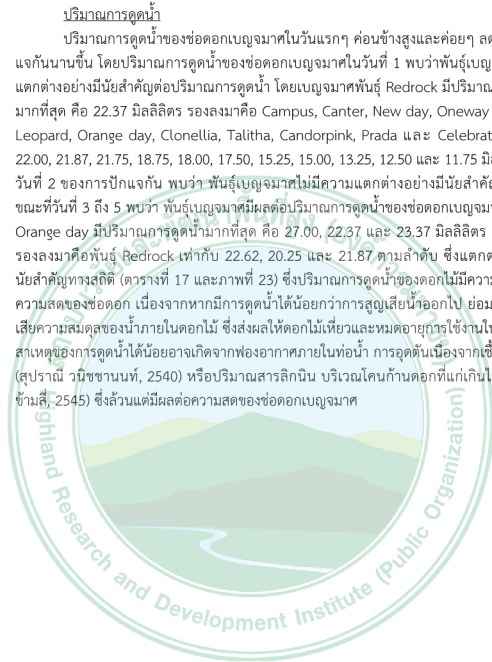 ปริมาณการดูดน้ำ
ปริมาณการดูดน้ำของช่อดอกเบญจมาศในวันแรกๆ ค่อนข้างสูงและค่อยๆ ลด
แจกันนานขึ้น โดยปริมาณการดูดน้ำของช่อดอกเบญจมาศในวันที่ 1 พบว่าพันธุ์เบญ
แตกต่างอย่างมีนัยสำคัญต่อปริมาณการดูดน้ำ โดยเบญจมาศพันธุ์ Redrock มีปริมาณ
มากที่สุด คือ 22.37 มิลลิลิตร รองลงมาคือ Campus, Canter, New day, Oneway
Leopard, Orange day, Clonellia, Talitha, Candorpink, Prada และ Celebrat
22.00, 21.87, 21.75, 18.75, 18.00, 17.50, 15.25, 15.00, 13.25, 12.50 และ 11.75 มิ
วันที่ 2 ของการปักแจกัน พบว่า พันธุ์เบญจมาศไม่มีความแตกต่างอย่างมีนัยสำคั
ขณะที่วันที่ 3 ถึง 5 พบว่า พันธุ์เบญจมาศมีผลต่อปริมาณการดูดน้ำของช่อดอกเบญจมา
Orange day มีปริมาณการดูดน้ำมากที่สุด คือ 27.00, 22.37 และ 23.37 มิลลิลิตร
รองลงมาคือพันธุ์ Redrock เท่ากับ 22.62, 20.25 และ 21.87 ตามลำดับ ซึ่งแตกต
นัยสำคัญทางสถิติ (ตารางที่ 17 และภาพที่ 23) ซึ่งปริมาณการดูดน้ำของดอกไม้มีความ
ความสดของช่อดอก เนื่องจากหากมีการดูดน้ำได้น้อยกว่าการสูญเสียน้ำออกไป ย่อม
เสียความสมดุลของน้ำภายในดอกไม้ ซึ่งส่งผลให้ดอกไม้เหี่ยวและหมดอายุการใช้งานใน
สาเหตุของการดูดน้ำได้น้อยอาจเกิดจากฟองอากาศภายในท่อน้ำ การอุดตันเนื่องจากเชื้
(สุปราณี วนิชชานนท์, 2540) หรือปริมาณสารลิกนิน บริเวณโคนก้านดอกที่แก่เกินไ
ข้ามสี่, 2545) ซึ่งล้วนแต่มีผลต่อความสดของช่อดอกเบญจมาศ
Highland Research and Development Institute (Public Organization)